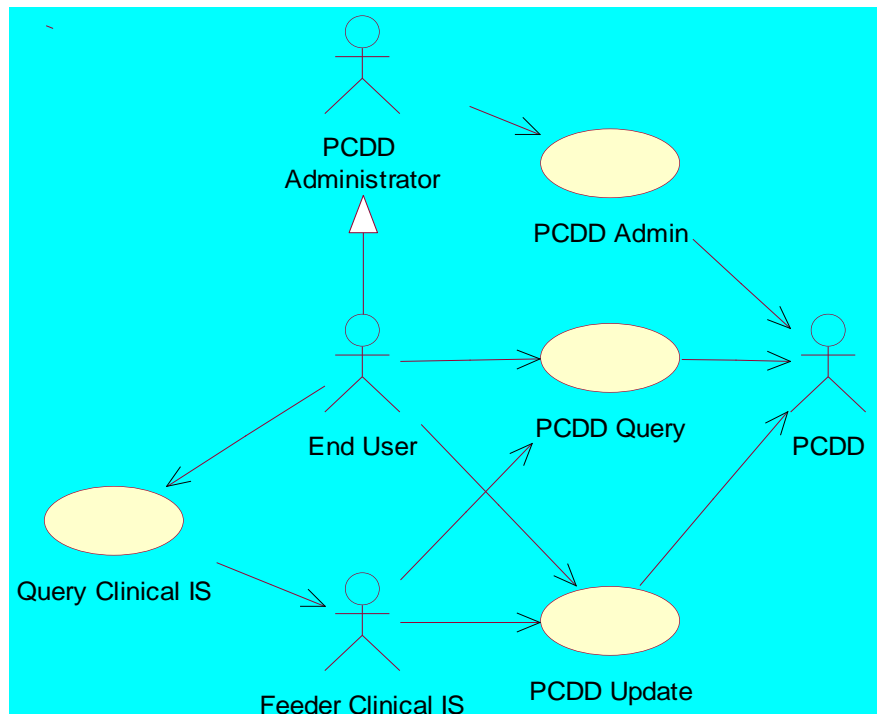 PCDD
Administrator
PCDD Admin
End User
PCDD Query
PCDD
Query Clinical IS
Feeder Clinical IS
PCDD Update